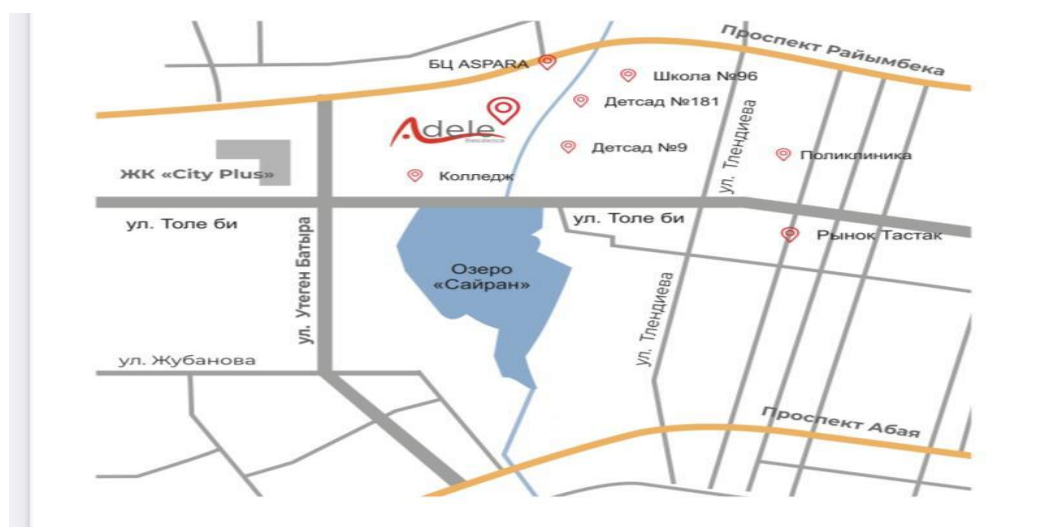 Проспект Райымбека
БЦ ASPARA
Школа №96
Детсад №181
Adele
Детсад №9
ул. Тлендиева
Поликлиника
ЖК «City Plus»
Колледж
ул. Толе би
ул. Толе би
Рынок Тастак
ул. Утеген Батыра
Озеро
«Сайран»
ул. Тлендиева
ул. Жубанова
Проспект Абая